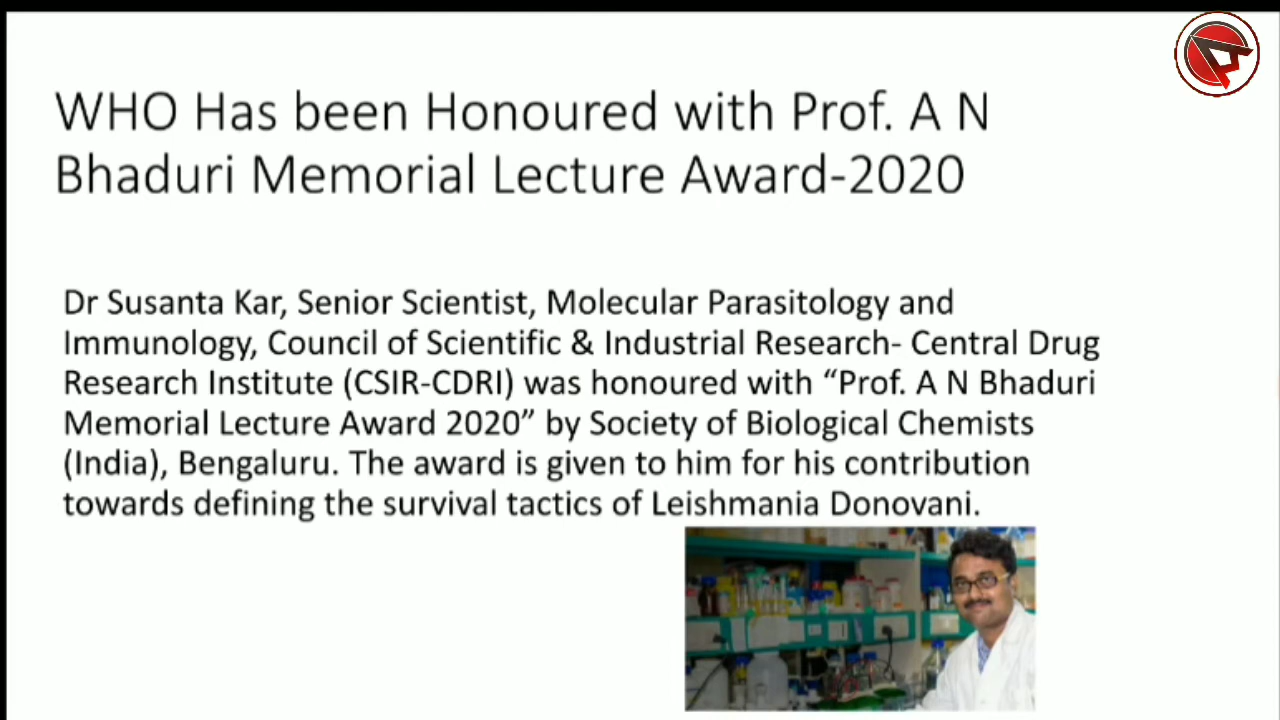 WHO Has been Honoured with Prof. A N
Bhaduri Memorial Lecture Award-2020
Dr Susanta Kar, Senior Scientist, Molecular Parasitology and
Immunology, Council of Scientific & Industrial Research- Central Drug
Research Institute (CSIR-CDRI) was honoured with “Prof. A N Bhaduri
Memorial Lecture Award 2020” by Society of Biological Chemists
(India), Bengaluru. The award is given to him for his contribution
towards defining the survival tactics of Leishmania Donovani.